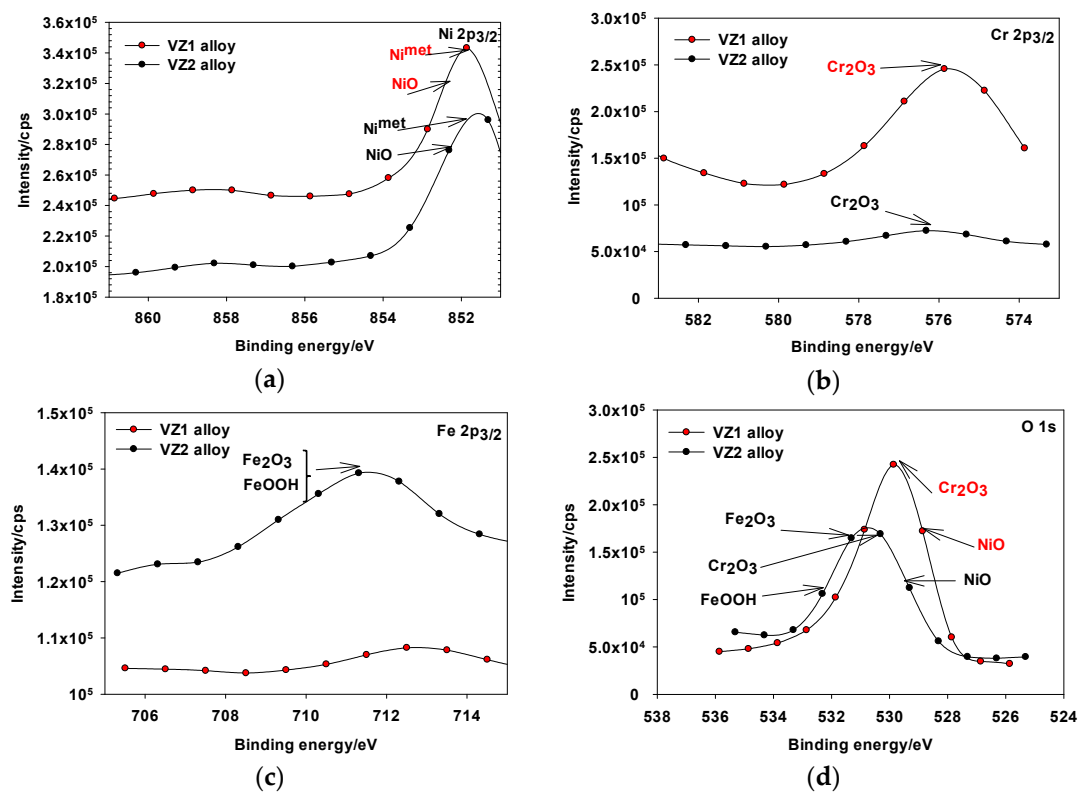 3.6x10⁵
3.4x10⁵
3.2x10⁵
3.0x10⁵
2.8x10⁵
2.6x10⁵
2.4x10⁵
2.2x10⁵
2.0x10⁵
1.8x10⁵
Intensity/cps
VZ1 alloy
VZ2 alloy
Ni 2p₃/₂
Niᵐᵉᵗ
NiO
Niᵐᵉᵗ
NiO
860 858 856 854 852
Binding energy/eV
(a)
3.0x10⁵
2.5x10⁵
2.0x10⁵
1.5x10⁵
10⁵
5.0x10⁴
0
Intensity/cps
VZ1 alloy
VZ2 alloy
Cr 2p₃/₂
Cr₂O₃
Cr₂O₃
582 580 578 576 574
Binding energy/eV
(b)
1.5x10⁵
1.4x10⁵
1.3x10⁵
1.2x10⁵
10⁵
Intensity/cps
VZ1 alloy
VZ2 alloy
Fe 2p₃/₂
Fe₂O₃
FeOOH
706 708 710 712 714
Binding energy/eV
(c)
3.0x10⁵
2.5x10⁵
2.0x10⁵
1.5x10⁵
10⁵
5.0x10⁴
0
Intensity/cps
VZ1 alloy
VZ2 alloy
O 1s
Cr₂O₃
Fe₂O₃
NiO
Cr₂O₃
NiO
FeOOH
538 536 534 532 530 528 526 524
Binding energy/eV
(d)